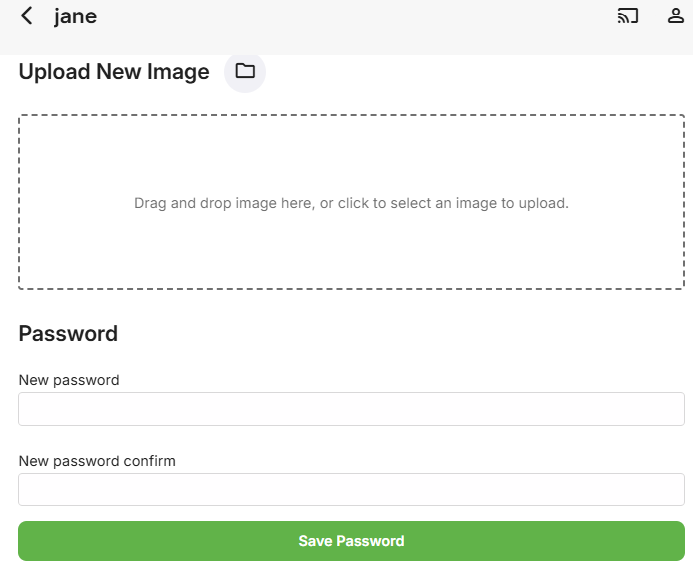 jane
Upload New Image
Drag and drop image here, or click to select an image to upload.
Password
New password
New password confirm
Save Password